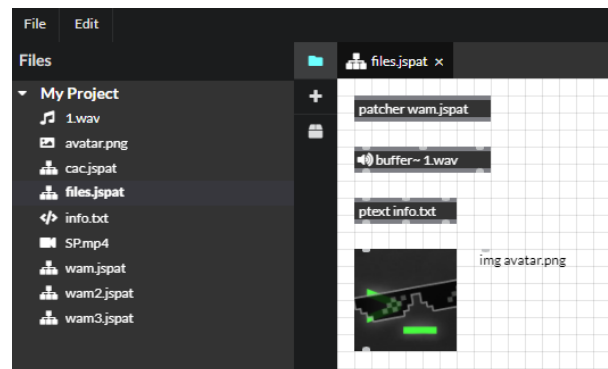 File Edit
Files
files.jspat ×
My Project
1.wav
avatar.png
cac.jspat
files.jspat
info.txt
SP.mp4
wam.jspat
wam2.jspat
wam3.jspat
patcher wam.jspat
buffer~ 1.wav
ptext info.txt
img avatar.png